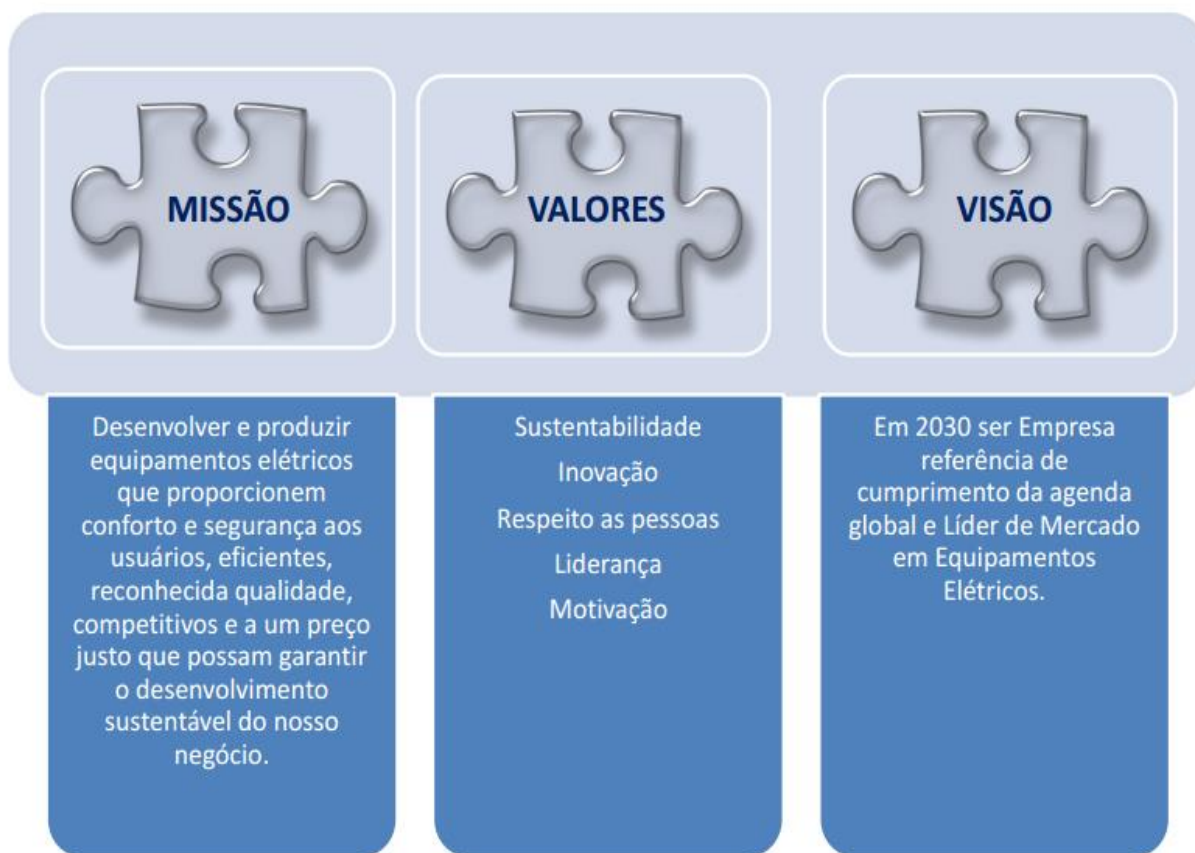 MISSÃO
VALORES
VISÃO
Desenvolver e produzir
equipamentos elétricos
que proporcionem
conforto e segurança aos
usuários, eficientes,
reconhecida qualidade,
competitivos e a um preço
justo que possam garantir
o desenvolvimento
sustentável do nosso
negócio.
Sustentabilidade
Inovação
Respeito as pessoas
Liderança
Motivação
Em 2030 ser Empresa
referência de
cumprimento da agenda
global e Líder de Mercado
em Equipamentos
Elétricos.